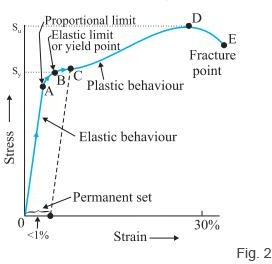 Proportional limit
Elastic limit
or yield point
Su
D
E
Fracture
point
Sy
B
C
A
Plastic behaviour
Stress
Elastic behaviour
Permanent set
0
<1%
30%
Strain
Fig. 2